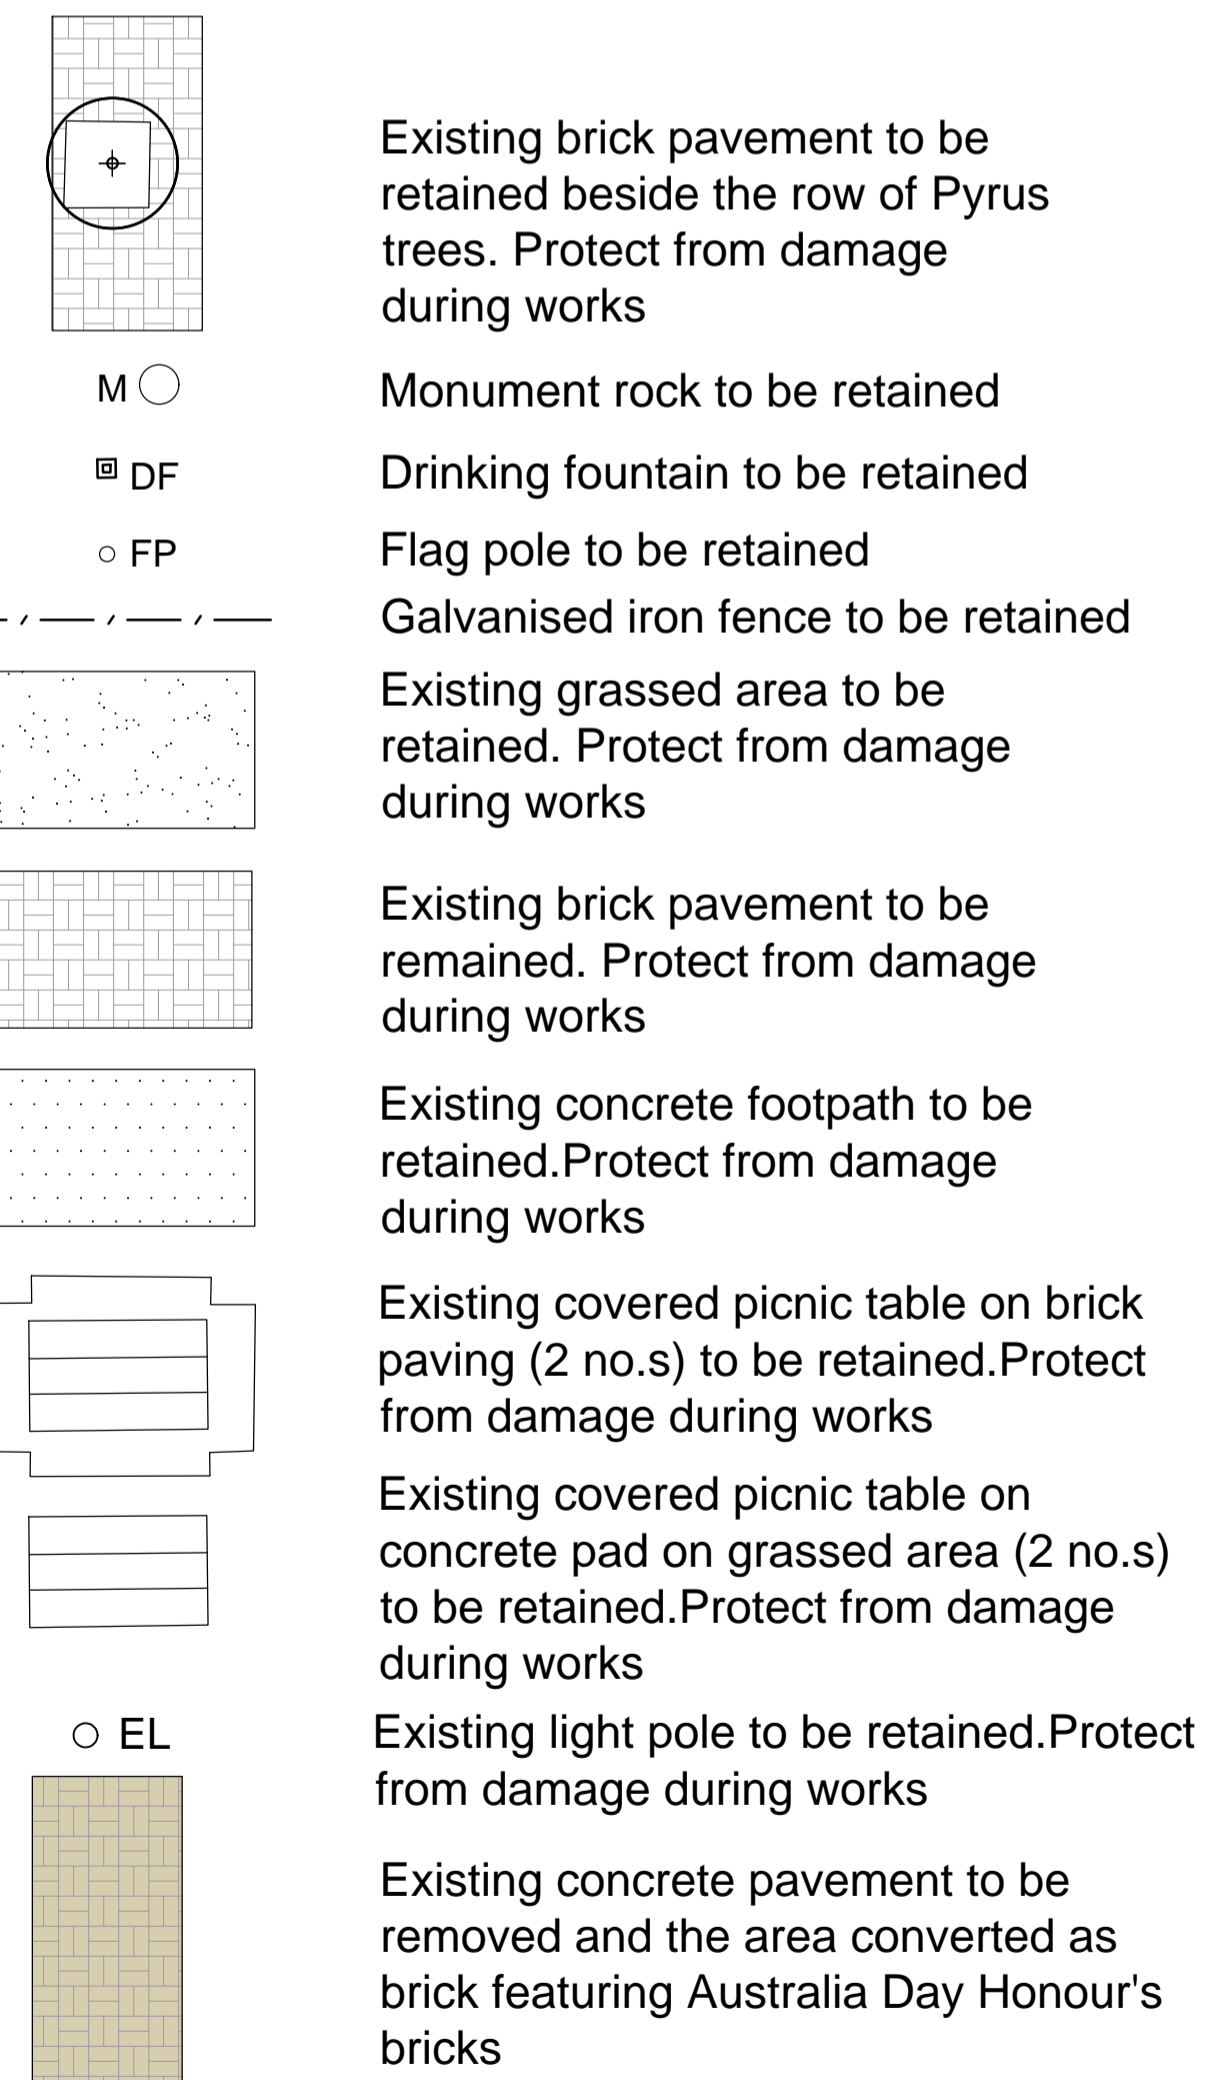 Existing brick pavement to be
retained beside the row of Pyrus
trees. Protect from damage
during works
M
Monument rock to be retained
DF
Drinking fountain to be retained
FP
Flag pole to be retained
Galvanised iron fence to be retained
Existing grassed area to be
retained. Protect from damage
during works
Existing brick pavement to be
remained. Protect from damage
during works
Existing concrete footpath to be
retained.Protect from damage
during works
Existing covered picnic table on brick
paving (2 no.s) to be retained.Protect
from damage during works
Existing covered picnic table on
concrete pad on grassed area (2 no.s)
to be retained.Protect from damage
during works
EL
Existing light pole to be retained.Protect
from damage during works
Existing concrete pavement to be
removed and the area converted as
brick featuring Australia Day Honour's
bricks